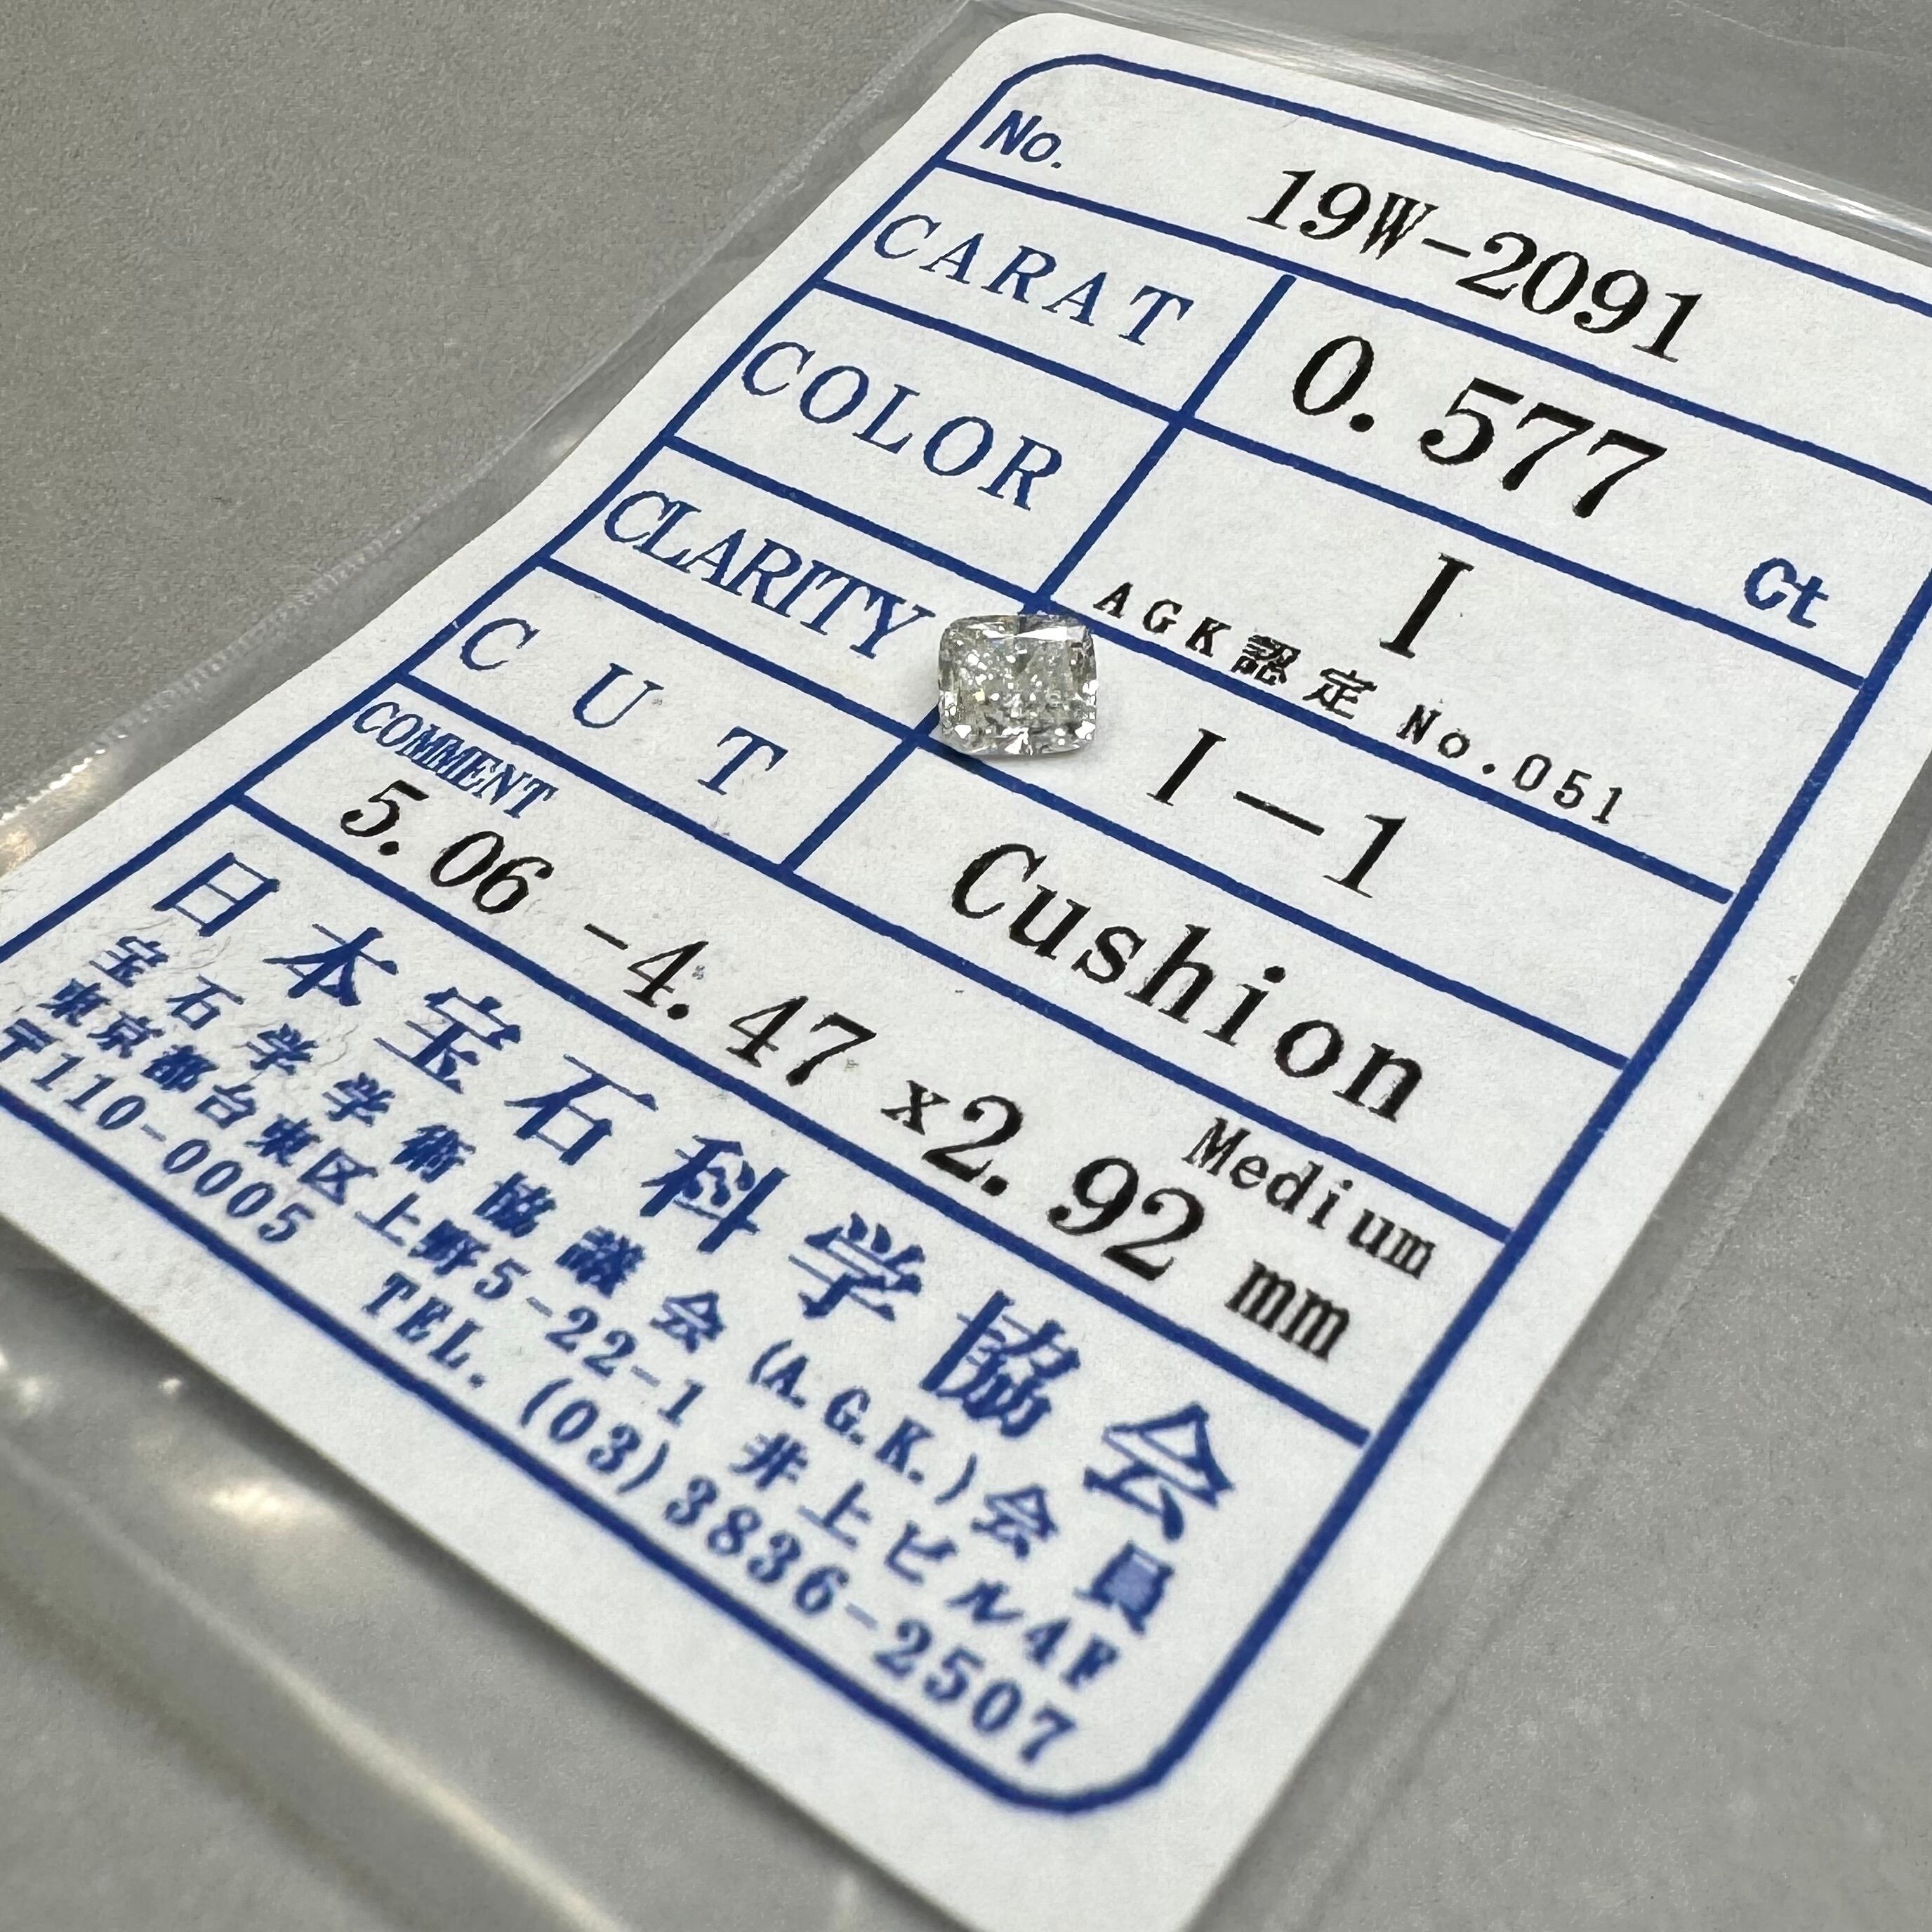 No. 19W-2091
CARAT 0.577 Ct
COLOR I
AGK認定 No.051
CLARITY I-1
CUT Cushion
COMMENT Medium
5.06 -4.47 x2.92 mm
日本宝石科学協会
宝石学学術協議会(A.G.K.)会員
東京都台東区上野5-22-1 井上ビル4F
〒110-0005 TEL.(03)3836-2507